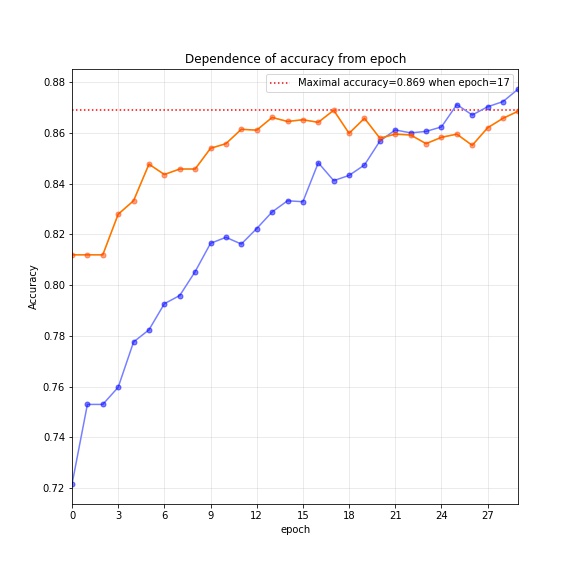 Dependence of accuracy from epoch
Maximal accuracy=0.869 when epoch=17
0.88
0.86
0.84
0.82
0.80
0.78
0.76
0.74
0.72
Accuracy
0 3 6 9 12 15 18 21 24 27
epoch